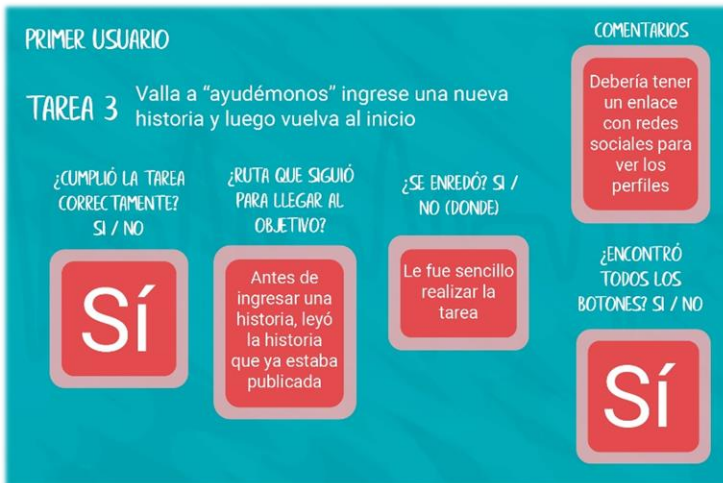 PRIMER USUARIO
TAREA 3
Valla a “ayudémonos” ingrese una nueva
historia y luego vuelva al inicio
¿CUMPLIÓ LA TAREA
CORRECTAMENTE?
SI / NO
Sí
¿RUTA QUE SIGUIÓ
PARA LLEGAR AL
OBJETIVO?
Antes de
ingresar una
historia, leyó
la historia
que ya estaba
publicada
¿SE ENREDÓ? SI /
NO (DONDE)
Le fue sencillo
realizar la
tarea
COMENTARIOS
Debería tener
un enlace
con redes
sociales para
ver los
perfiles
¿ENCONTRÓ
TODOS LOS
BOTONES? SI / NO
Sí